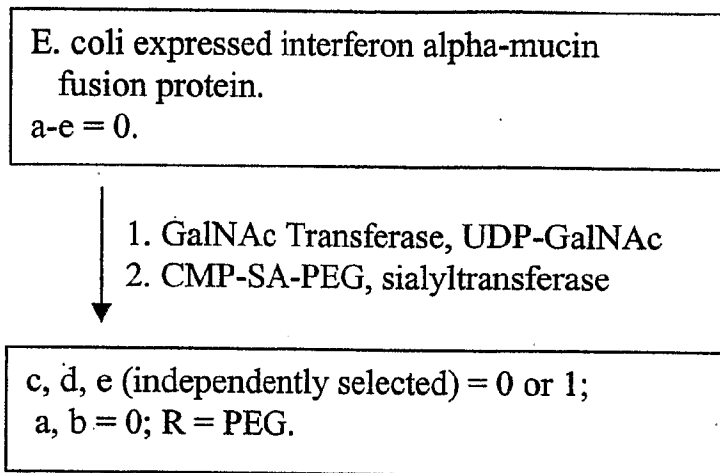 E. coli expressed interferon alpha-mucin
fusion protein.
a-e = 0.
1. GalNAc Transferase, UDP-GalNAc
2. CMP-SA-PEG, sialyltransferase
c, d, e (independently selected) = 0 or 1;
a, b = 0; R = PEG.